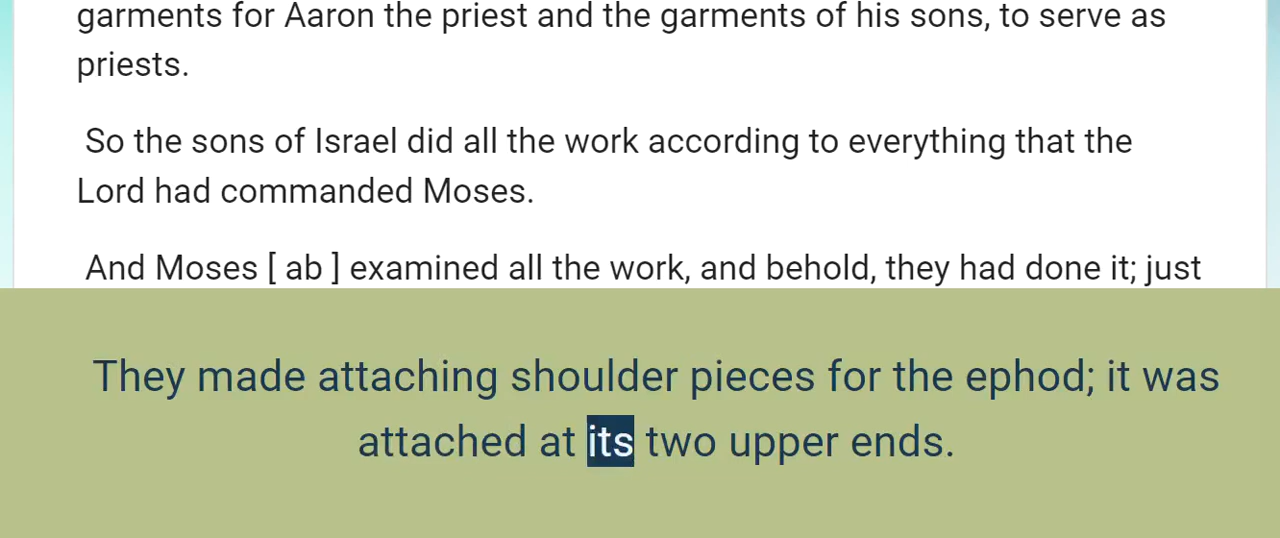 garments for Aaron the priest and the garments of his sons, to serve as
priests.
So the sons of Israel did all the work according to everything that the
Lord had commanded Moses.
And Moses [ ab ] examined all the work, and behold, they had done it; just
They made attaching shoulder pieces for the ephod; it was
attached at its two upper ends.